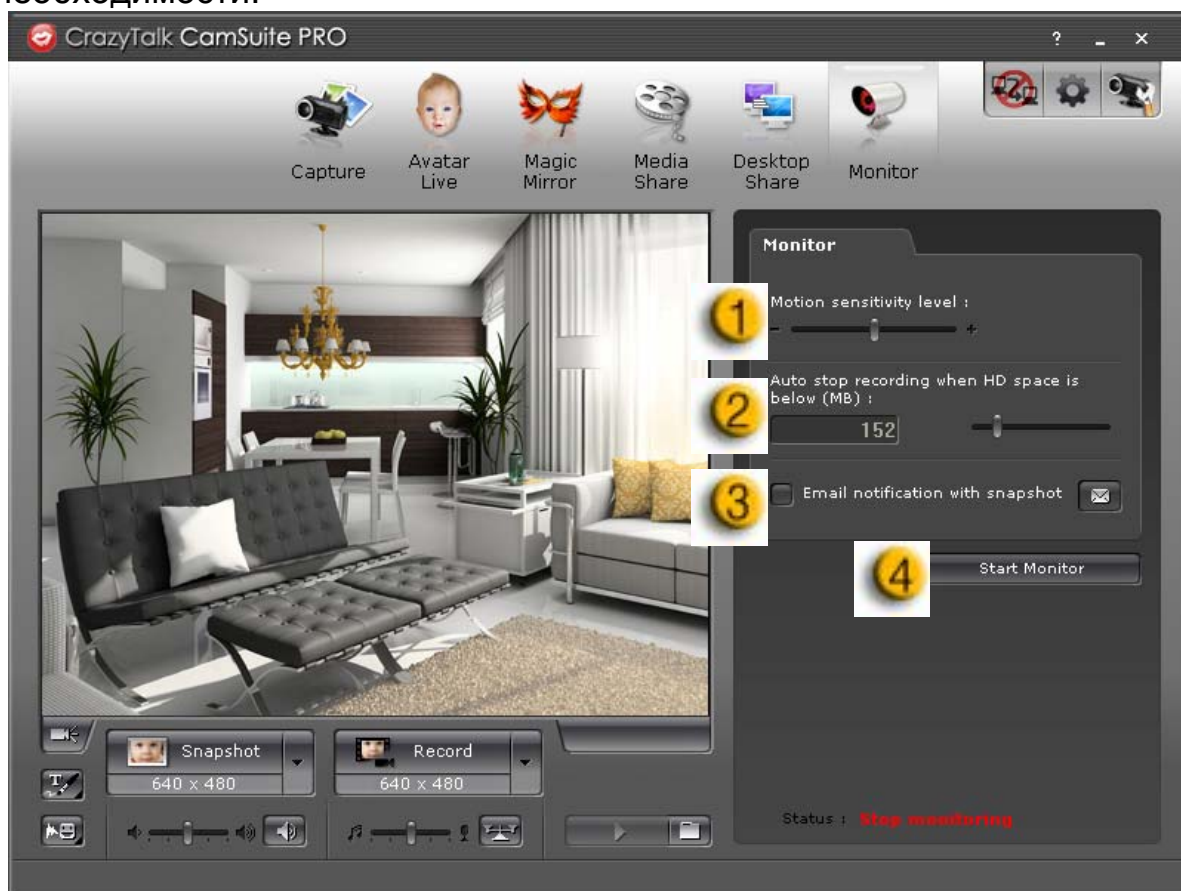 необходимости.
CrazyTalk CamSuite PRO
? - ×
Capture
Avatar
Live
Magic
Mirror
Media
Share
Desktop
Share
Monitor
Monitor
1
Motion sensitivity level :
- +
2
Auto stop recording when HD space is
below (MB) :
152
3
Email notification with snapshot
4
Start Monitor
Snapshot
640 x 480
Record
640 x 480
Status : Stop monitoring